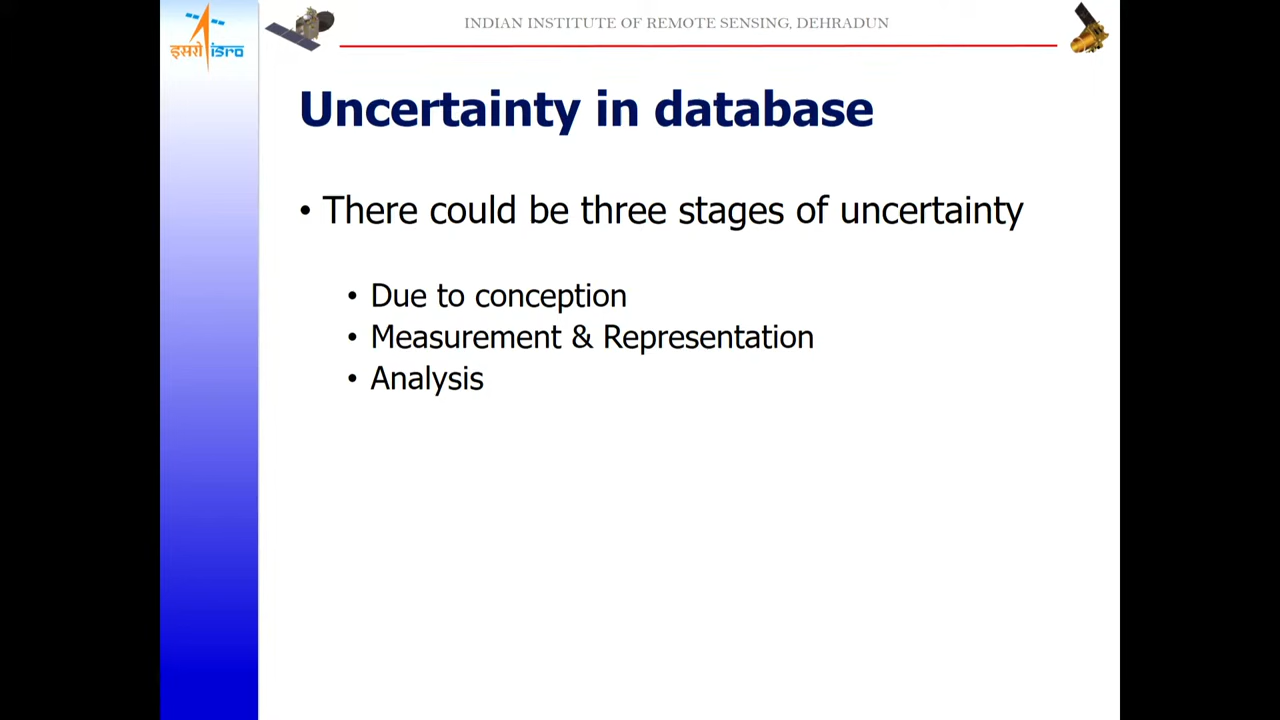 इसरो isro
INDIAN INSTITUTE OF REMOTE SENSING, DEHRADUN
Uncertainty in database
• There could be three stages of uncertainty
• Due to conception
• Measurement & Representation
• Analysis